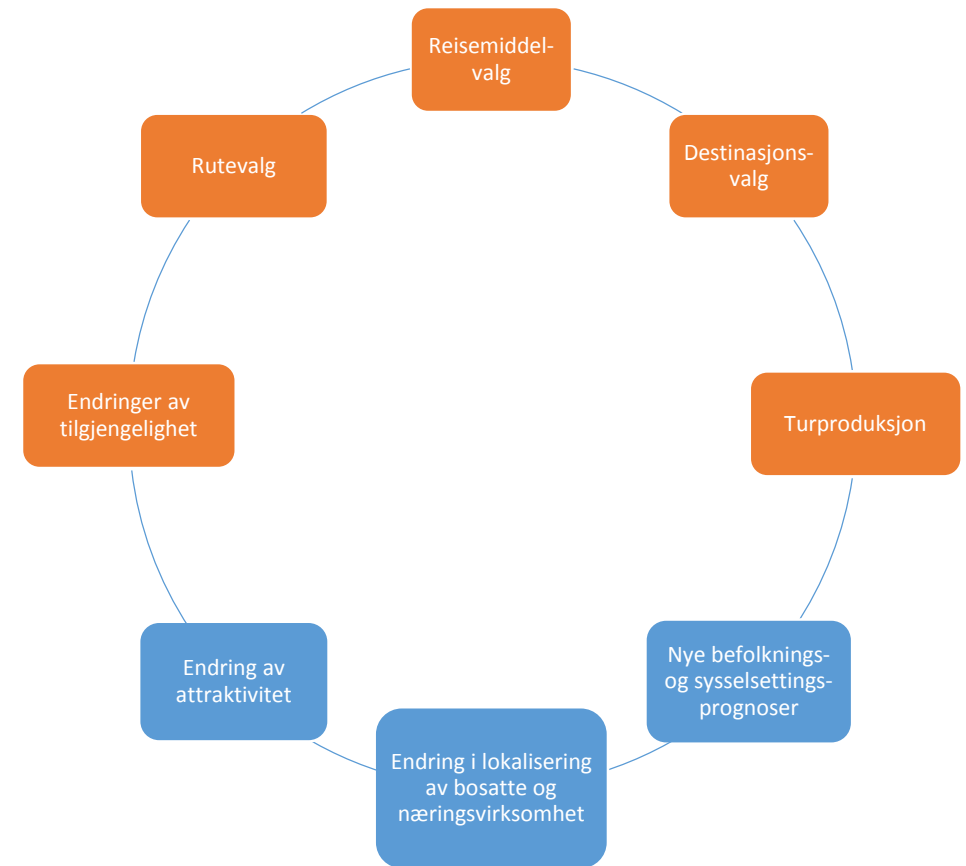 Reisemiddel-
valg
Destinasjons-
valg
Rutevalg
Turproduksjon
Endringer av
tilgjengelighet
Nye befolknings-
og sysselsettings-
prognoser
Endring av
attraktivitet
Endring i lokalisering
av bosatte og
næringsvirksomhet